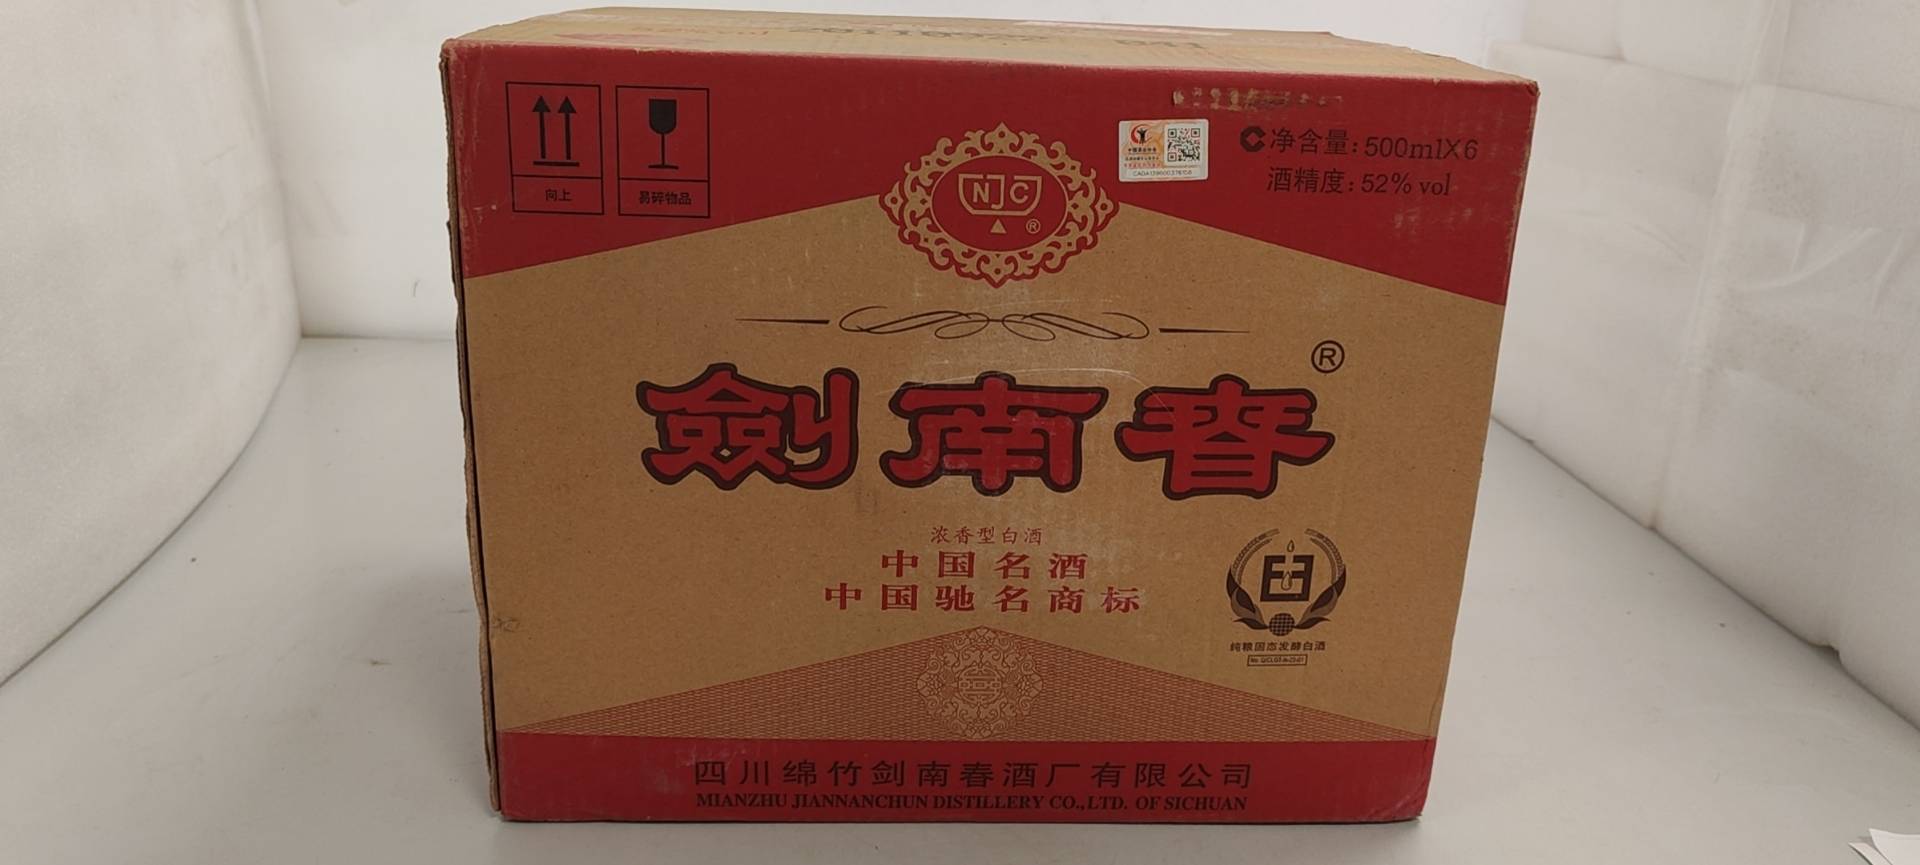 向上
易碎物品
NJC
®
净含量:500mlX6
酒精度:52% vol
剑南春®
浓香型白酒
中国名酒
中国驰名商标
纯粮固态发酵白酒
四川绵竹剑南春酒厂有限公司
MIANZHU JIANNANCHUN DISTILLERY CO.,LTD. OF SICHUAN